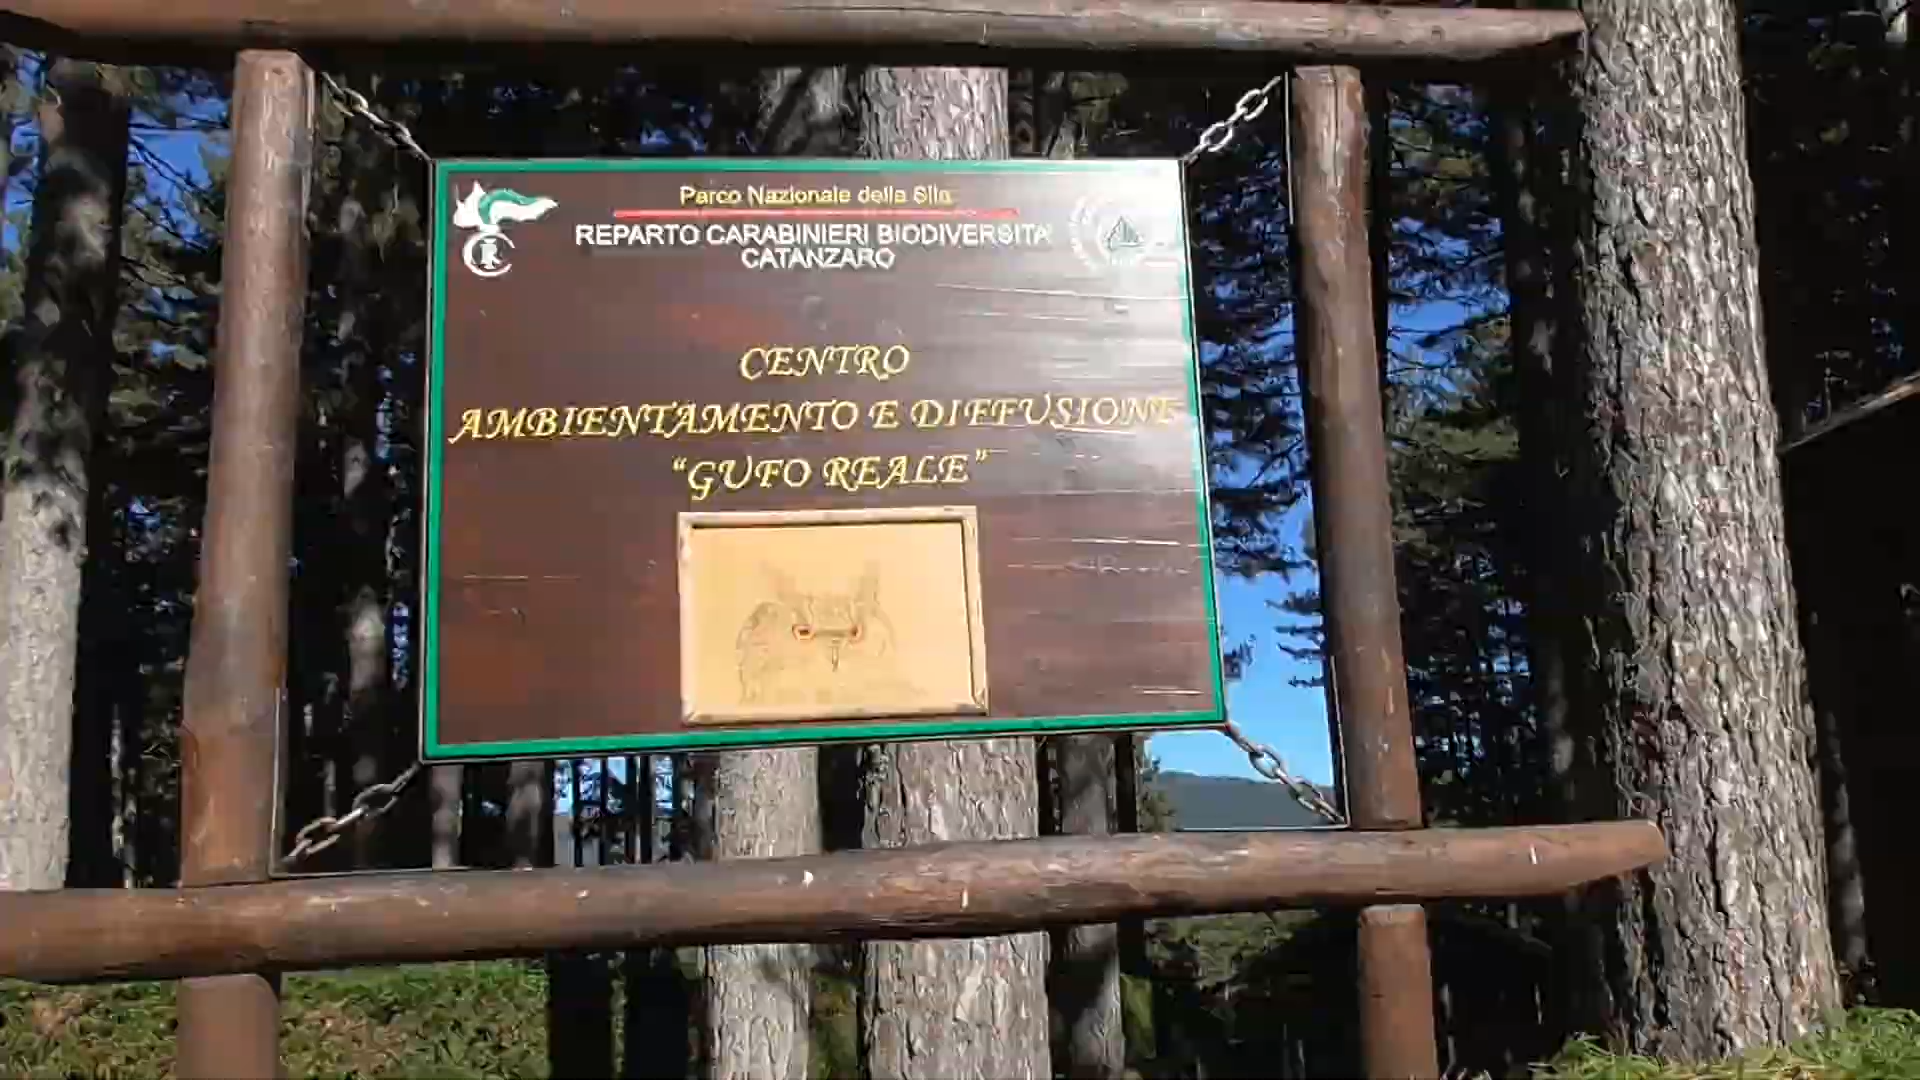 Parco Nazionale della Sila
REPARTO CARABINIERI BIODIVERSITA'
CATANZARO
CENTRO
AMBIENTAMENTO E DIFFUSIONE
“GUFO REALE”